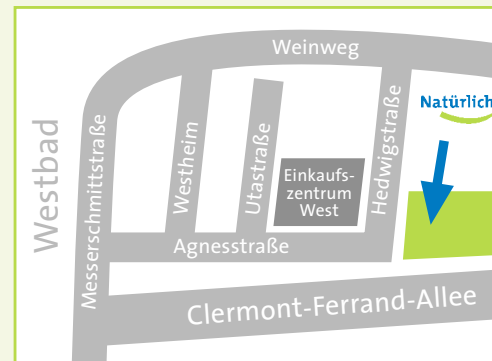 Weinweg
Natürlich
Westbad
Messerschmittstraße
Westheim
Utastraße
Einkaufs-
zentrum
West
Hedwigstraße
Agnesstraße
Clermont-Ferrand-Allee